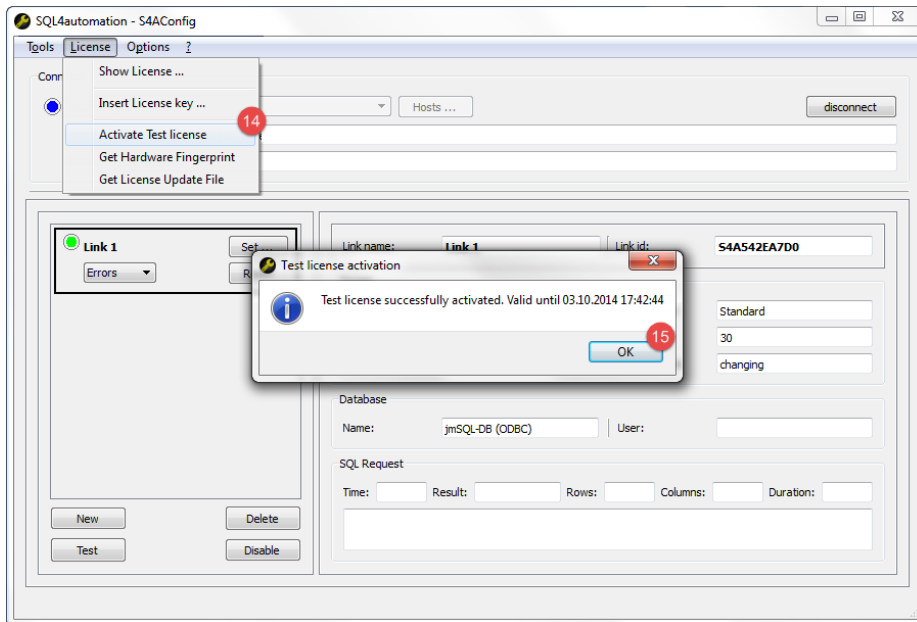 SQL4automation - S4AConfig
Tools License Options ?
Show License ...
Insert License key ...
Hosts ...
disconnect
14
Activate Test license
Get Hardware Fingerprint
Get License Update File
Link 1
Set ...
Link name: Link 1
Link id: S4A542EA7D0
Errors
Test license activation
Test license successfully activated. Valid until 03.10.2014 17:42:44
15
OK
Standard
30
changing
Database
Name: jmSQL-DB (ODBC)
User:
SQL Request
Time: Result: Rows: Columns: Duration:
New Delete
Test Disable